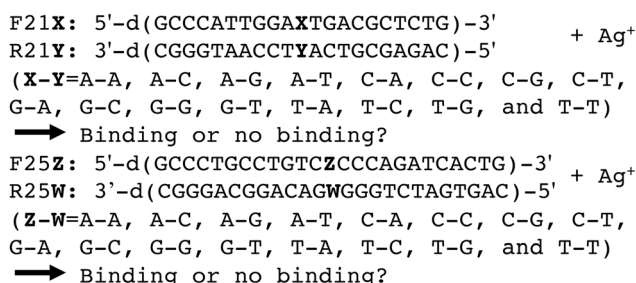 F21X: 5'-d(GCCCATTGGAXTGACGCTCTG)-3'
R21Y: 3'-d(CGGGTAACCTYACTGCGAGAC)-5'
+ Ag⁺
(X-Y=A-A, A-C, A-G, A-T, C-A, C-C, C-G, C-T,
G-A, G-C, G-G, G-T, T-A, T-C, T-G, and T-T)
Binding or no binding?
F25Z: 5'-d(GCCCTGCCTGTCZCCCAGATCACTG)-3'
R25W: 3’-d(CGGGACGGACAGWGGGTCTAGTGAC)-5'
+ Ag⁺
(Z-W=A-A, A-C, A-G, A-T, C-A, C-C, C-G, C-T,
G-A, G-C, G-G, G-T, T-A, T-C, T-G, and T-T)
Binding or no binding?